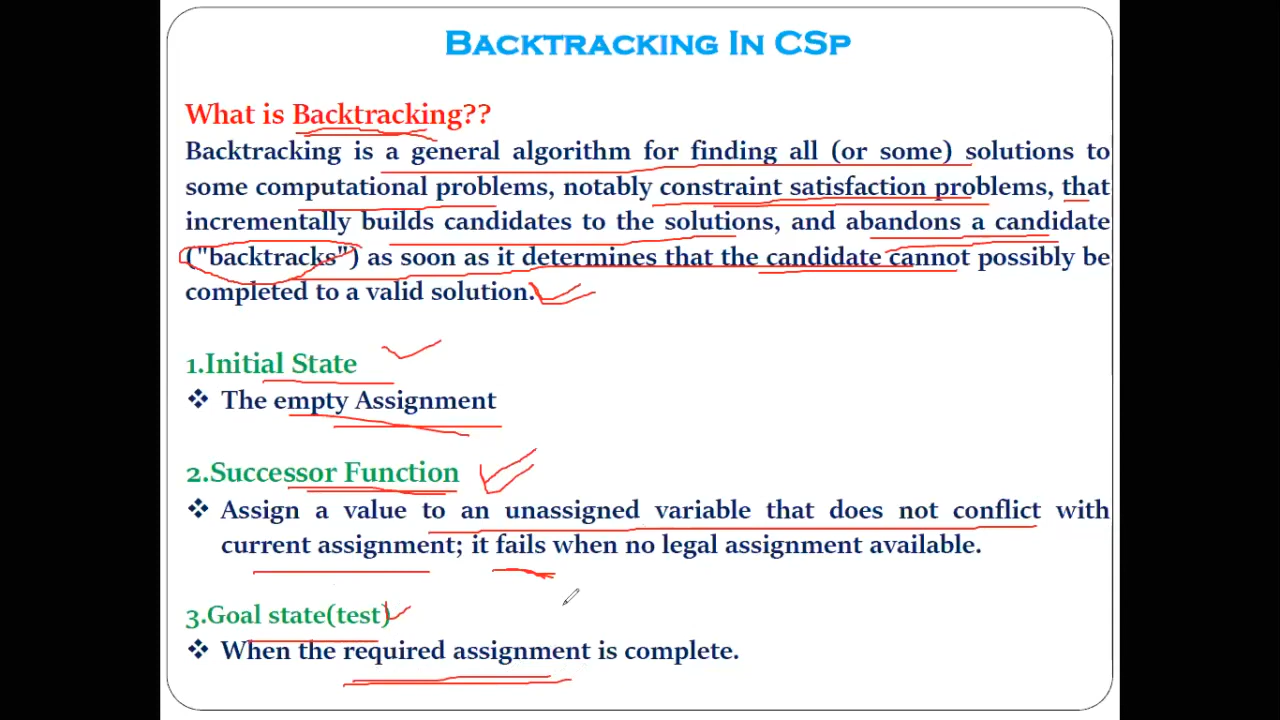 Backtracking In CSp
What is Backtracking??
Backtracking is a general algorithm for finding all (or some) solutions to
some computational problems, notably constraint satisfaction problems, that
incrementally builds candidates to the solutions, and abandons a candidate
("backtracks") as soon as it determines that the candidate cannot possibly be
completed to a valid solution.
1.Initial State
❖ The empty Assignment
2.Successor Function
❖ Assign a value to an unassigned variable that does not conflict with
current assignment; it fails when no legal assignment available.
3.Goal state(test)
❖ When the required assignment is complete.